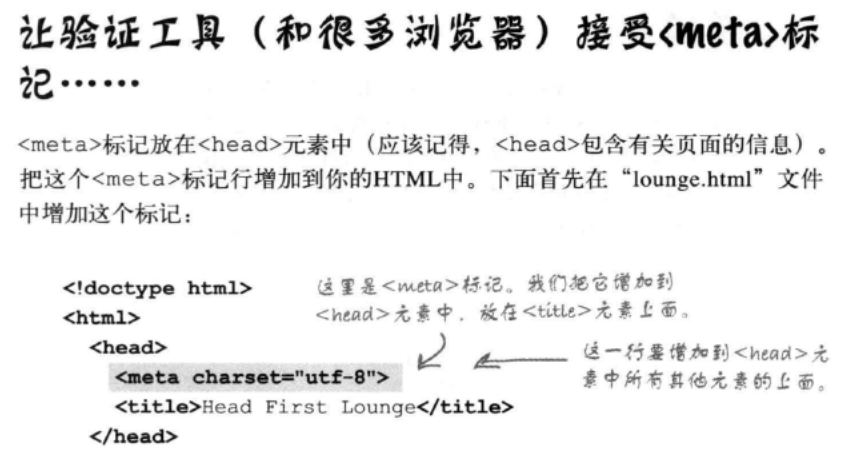 让验证工具（和很多浏览器）接受<meta>标
记……
<meta>标记放在<head>元素中（应该记得，<head>包含有关页面的信息）。
把这个<meta>标记行增加到你的HTML中。下面首先在“lounge.html”文件
中增加这个标记：
<!doctype html>
<html>
<head>
<meta charset="utf-8">
<title>Head First Lounge</title>
</head>
这里是<meta>标记。我们把它增加到
<head>元素中，放在<title>元素上面。
这一行要增加到<head>元
素中所有其他元素的上面。